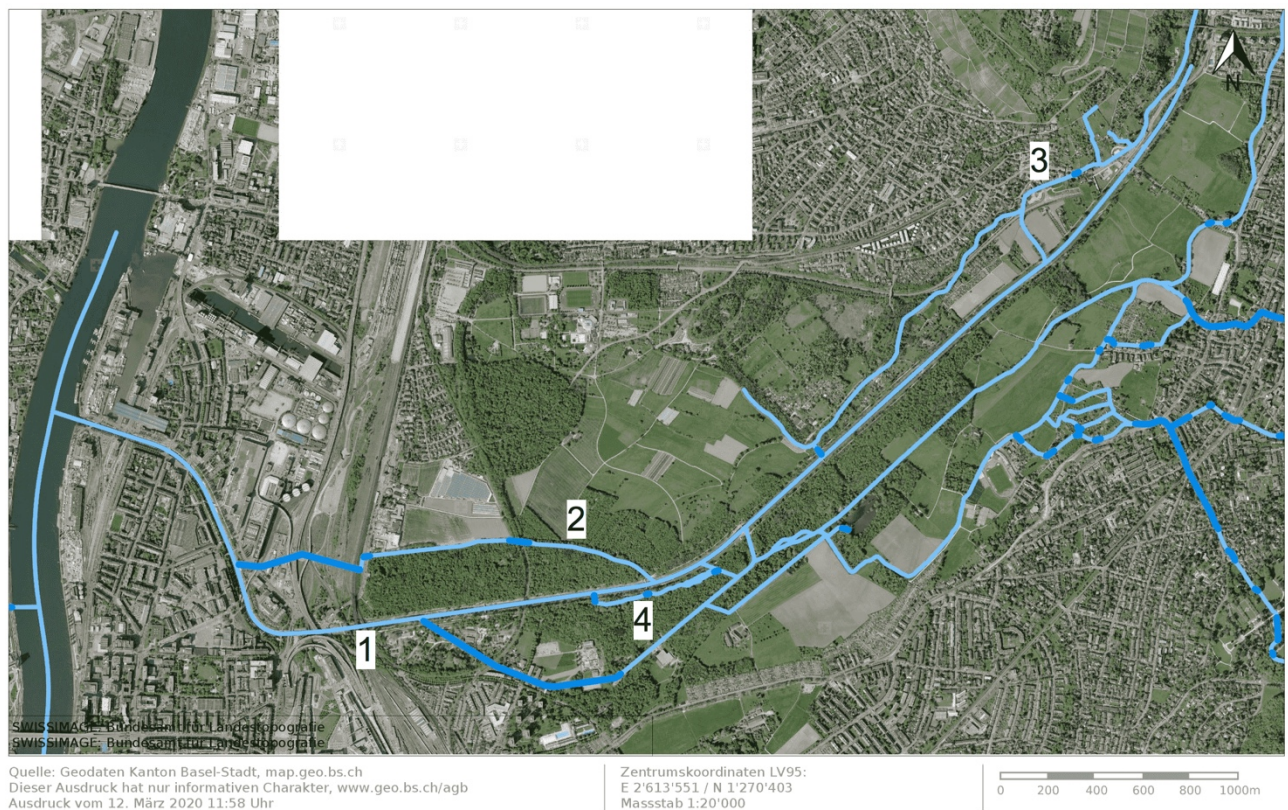 N
3
2
4
1
SWISSIMAGE: Bundesamt für Landestopografie
SWISSIMAGE: Bundesamt für Landestopografie
Quelle: Geodaten Kanton Basel-Stadt, map.geo.bs.ch
Dieser Ausdruck hat nur informativen Charakter, www.geo.bs.ch/agb
Ausdruck vom 12. März 2020 11:58 Uhr
Zentrumskoordinaten LV95:
E 2'613'551 / N 1'270'403
Massstab 1:20'000
0 200 400 600 800 1000m